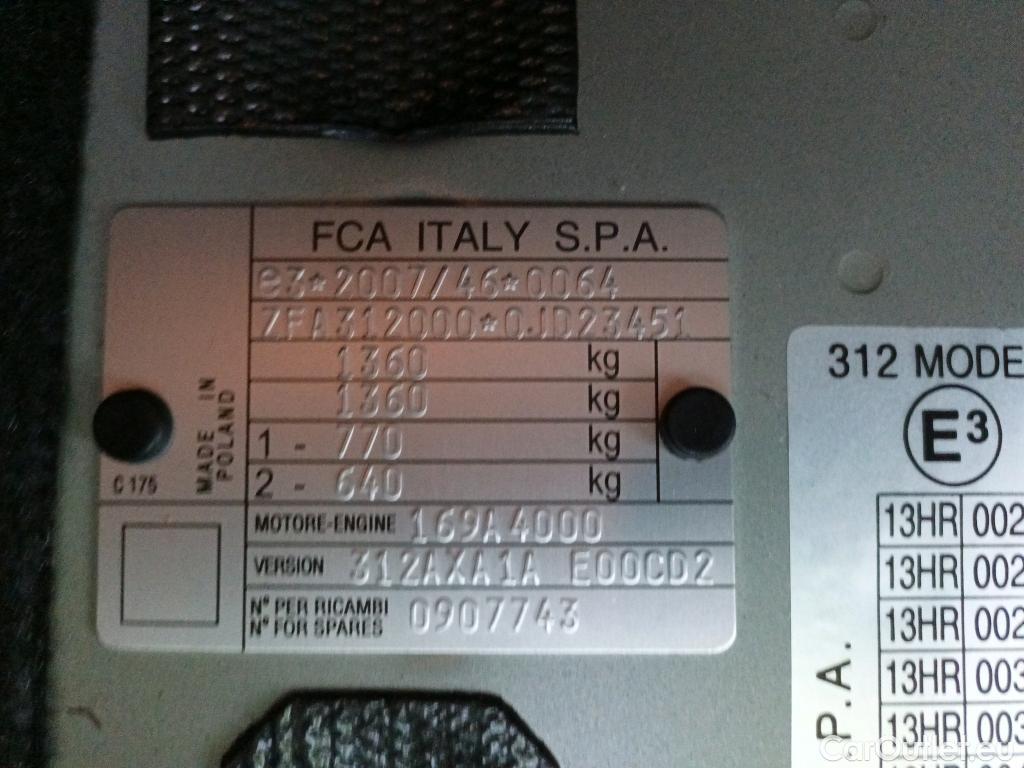 FCA ITALY S.P.A.
e3*2007/46*0064
ZFA312000*0JD23451
1360 kg
1360 kg
1 - 770 kg
2 - 640 kg
MADE IN
POLAND
C 175
MOTORE-ENGINE 169A4000
VERSION 312AXA1A E00CD2
N° PER RICAMBI
N° FOR SPARES 0907743
312 MODE
E3
13HR 002
13HR 002
13HR 002
13HR 003
13HR 003
P.A.
CarOutlet.eu